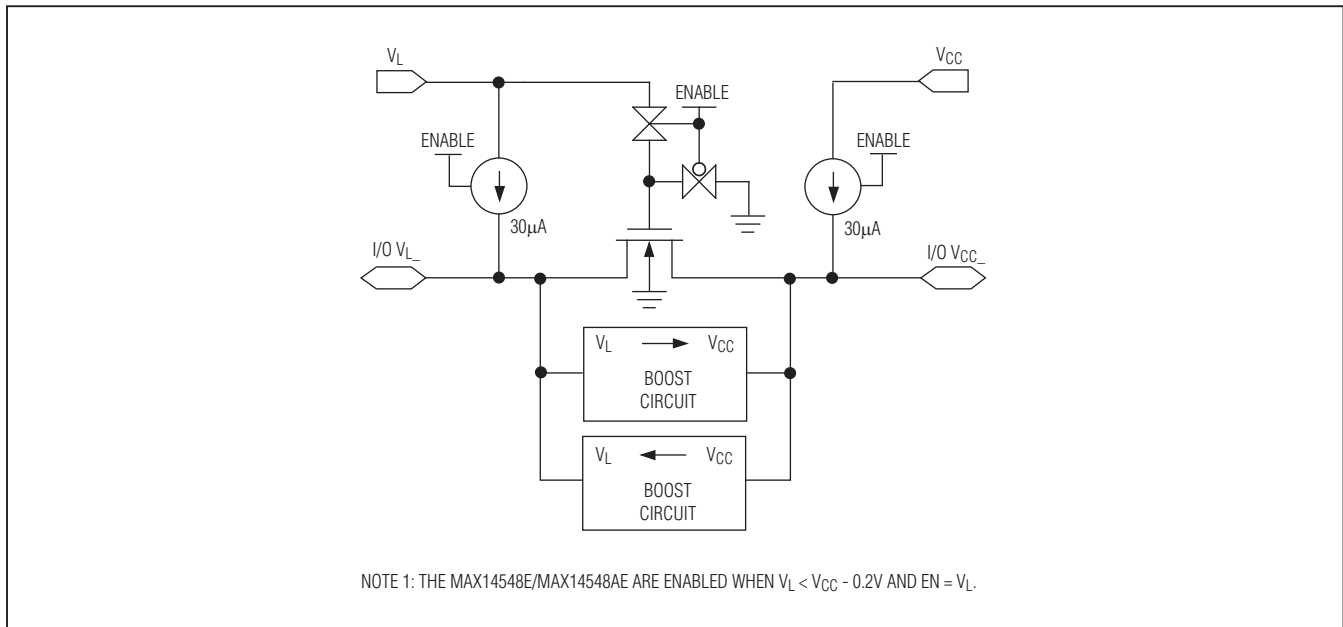 V_L
V_CC
ENABLE
ENABLE
ENABLE
30µA
30µA
I/O V_L_
I/O V_CC_
V_L V_CC
BOOST
CIRCUIT
V_L V_CC
BOOST
CIRCUIT
NOTE 1: THE MAX14548E/MAX14548AE ARE ENABLED WHEN V_L < V_CC - 0.2V AND EN = V_L.